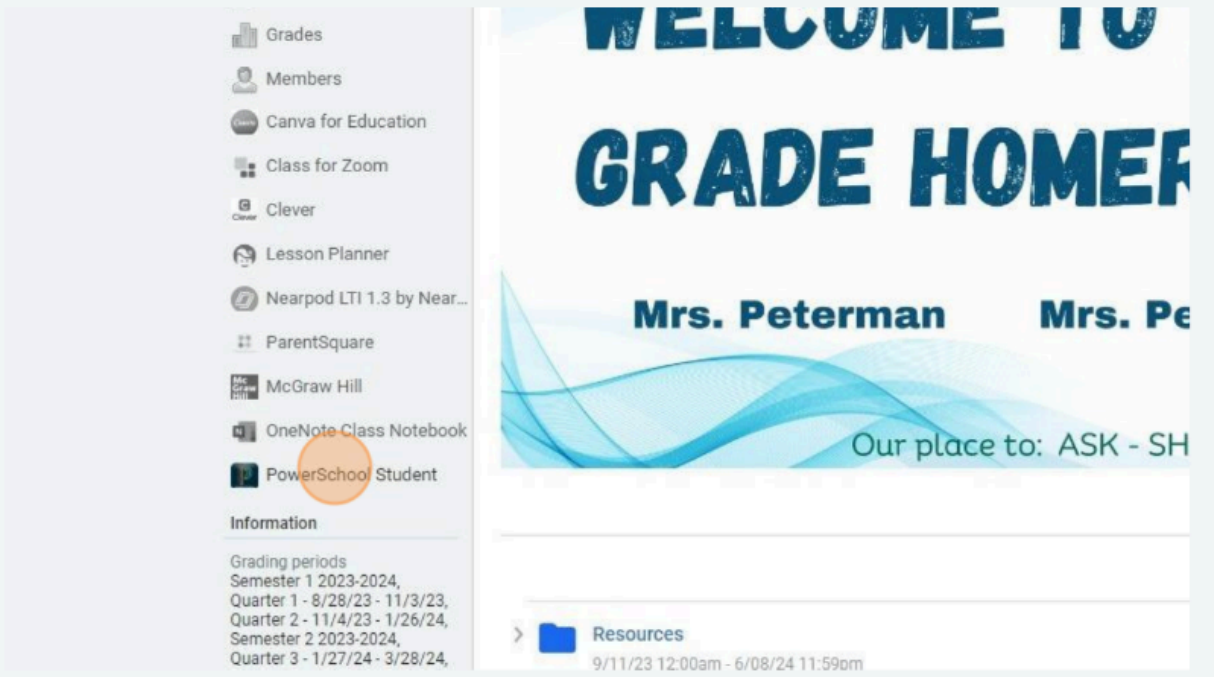 Grades
Members
Canva for Education
Class for Zoom
Clever
Clever
Lesson Planner
Nearpod LTI 1.3 by Near...
ParentSquare
Mc
Graw
Hill
McGraw Hill
OneNote Class Notebook
PowerSchool Student
Information
Grading periods
Semester 1 2023-2024,
Quarter 1 - 8/28/23 - 11/3/23,
Quarter 2 - 11/4/23 - 1/26/24,
Semester 2 2023-2024,
Quarter 3 - 1/27/24 - 3/28/24,
WELCOME TO
GRADE HOMER
Mrs. Peterman Mrs. Pe
Our place to: ASK - SH
Resources
9/11/23 12:00am - 6/08/24 11:59pm